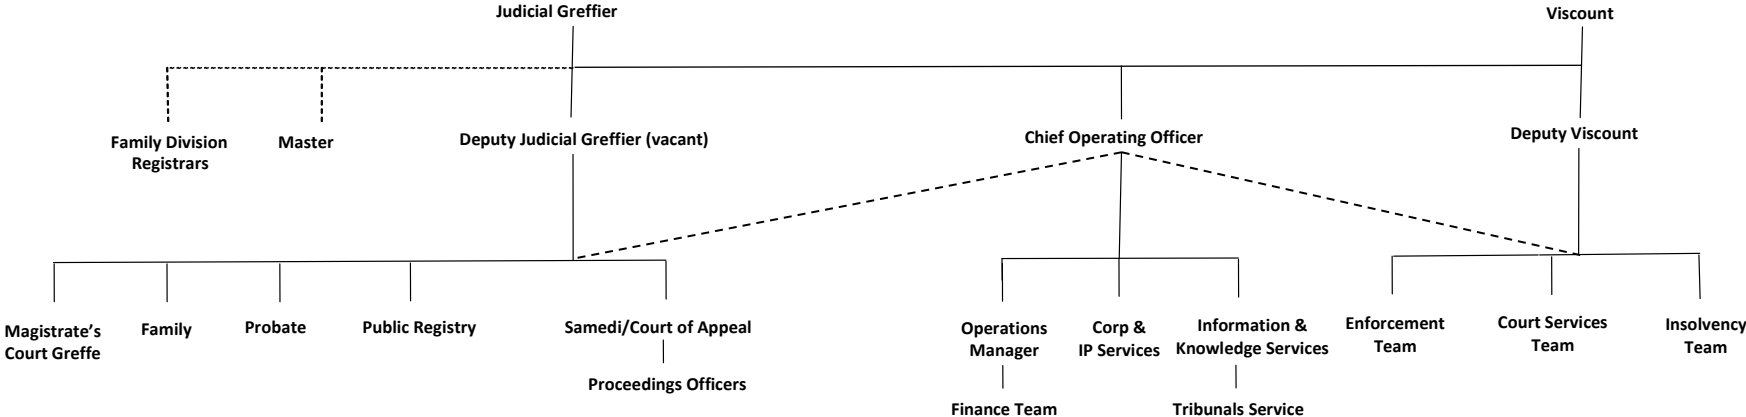 Judicial Greffier
Viscount
Family Division
Registrars
Master
Deputy Judicial Greffier (vacant)
Chief Operating Officer
Deputy Viscount
Magistrate’s
Court Greffe
Family
Probate
Public Registry
Samedi/Court of Appeal
Proceedings Officers
Operations
Manager
Finance Team
Corp &
IP Services
Information &
Knowledge Services
Tribunals Service
Enforcement
Team
Court Services
Team
Insolvency
Team